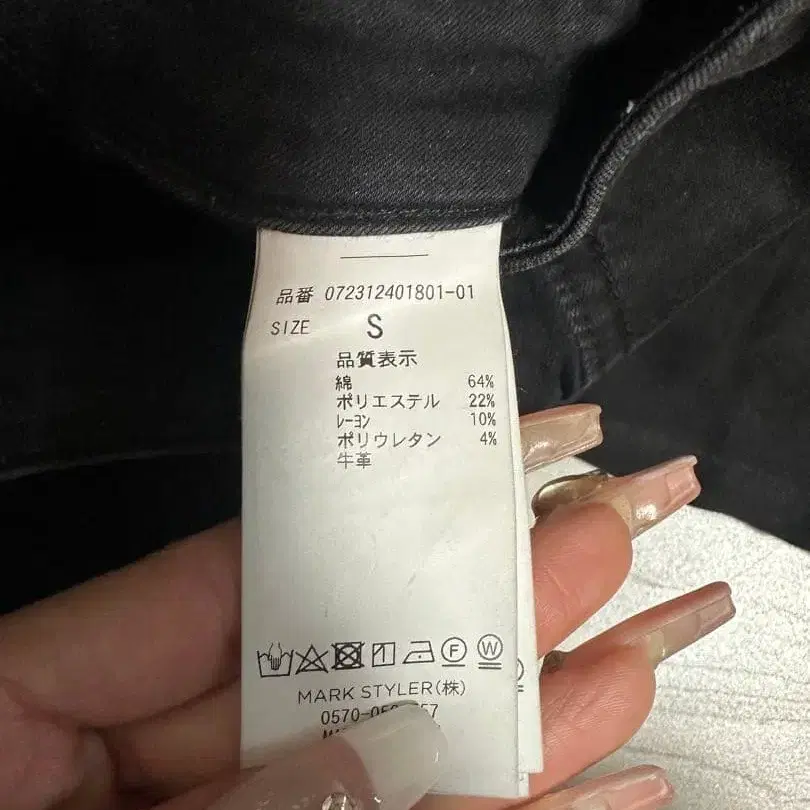 品番 072312401801-01
SIZE S
品質表示
綿 64%
ポリエステル 22%
レーヨン 10%
ポリウレタン 4%
牛革
F W
MARK STYLER(株)